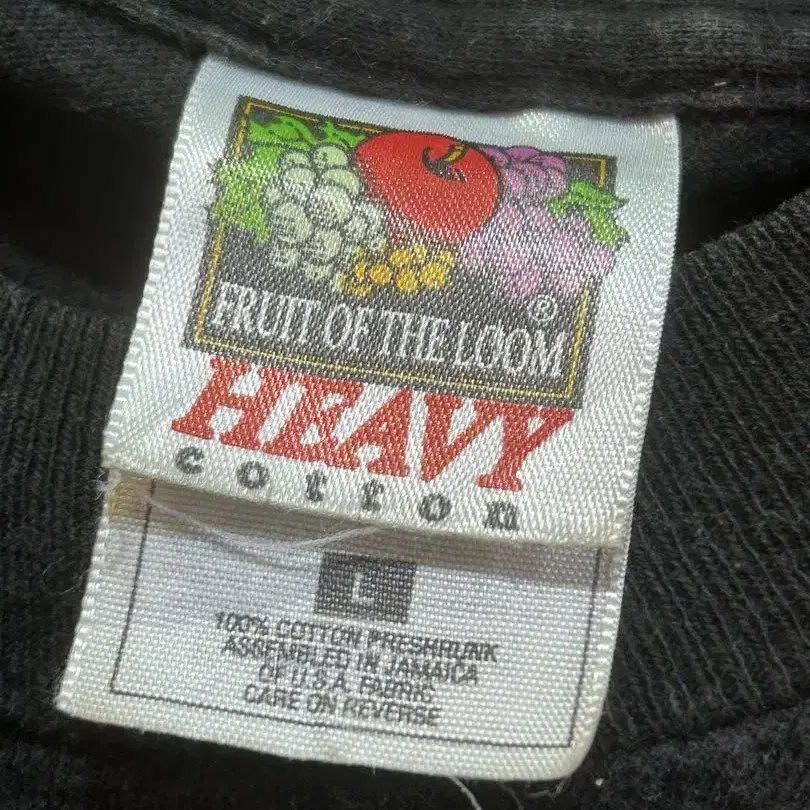 FRUIT OF THE LOOM ®
HEAVY
cotton
L
100% COTTON PRESHRUNK
ASSEMBLED IN JAMAICA
OF U.S.A. FABRIC
CARE ON REVERSE